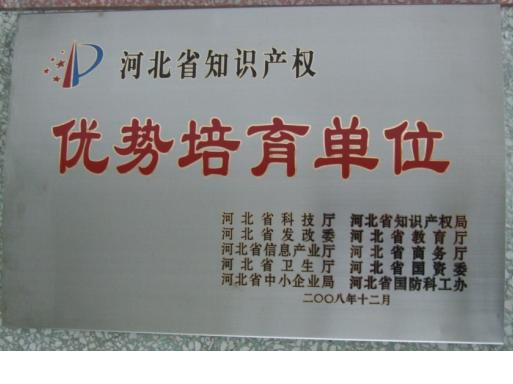 河北省知识产权
优势培育单位
河北省科技厅 河北省知识产权局
河北省发改委 河北省教育厅
河北省信息产业厅 河北省商务厅
河北省卫生厅 河北省国资委
河北省中小企业局 河北省国防科工办
二〇〇八年十二月